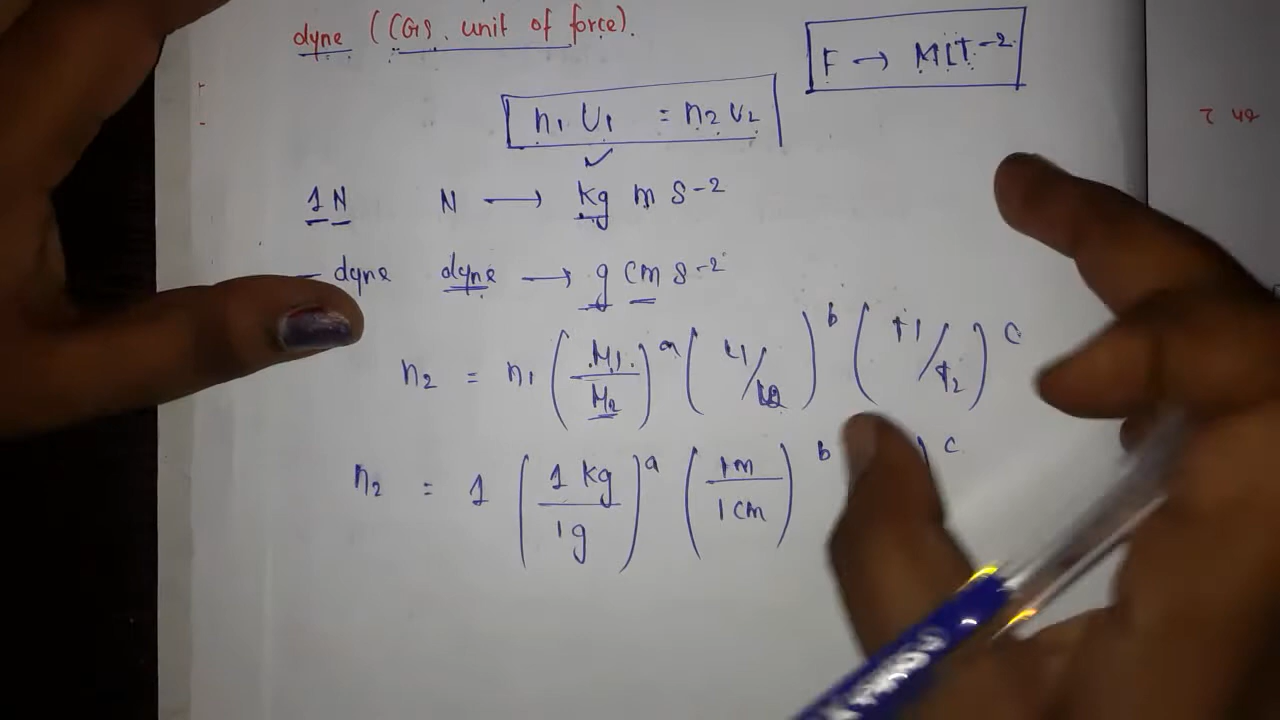 dyne (CGS unit of force).
F → MLT-2
n1 U1 = n2 U2
1 N N → kg m s-2
dyne dyne → g cm s-2
n2 = n1 (M1/M2)a (L1/L2)b (T1/T2)c
n2 = 1 (1 kg/1g)a (1m/1cm)b )c